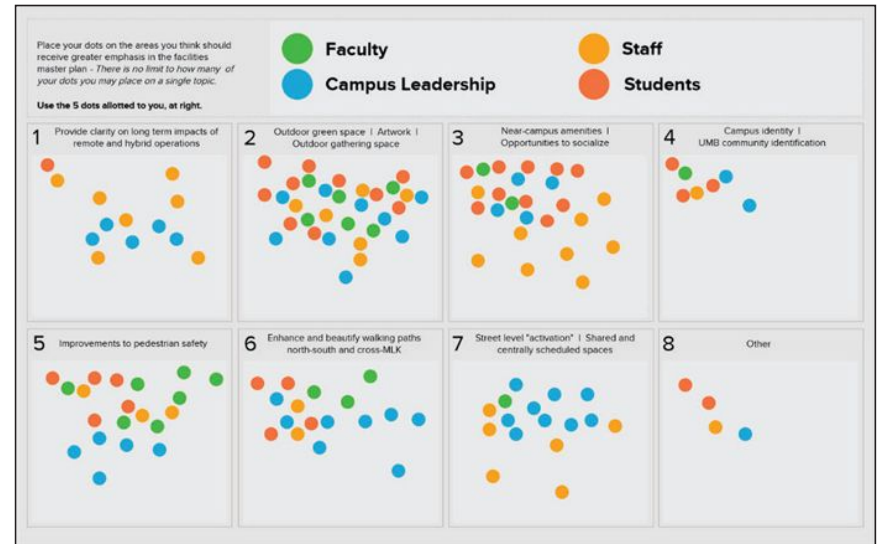 Place your dots on the areas you think should
receive greater emphasis in the facilities
master plan - There is no limit to how many of
your dots you may place on a single topic.
Use the 5 dots allotted to you, at right.
Faculty
Staff
Campus Leadership
Students
1 Provide clarity on long term impacts of
remote and hybrid operations
2 Outdoor green space | Artwork |
Outdoor gathering space
3 Near-campus amenities |
Opportunities to socialize
4 Campus identity |
UMB community identification
5 Improvements to pedestrian safety
6 Enhance and beautify walking paths
north-south and cross-MLK
7 Street level "activation" | Shared and
centrally scheduled spaces
8 Other